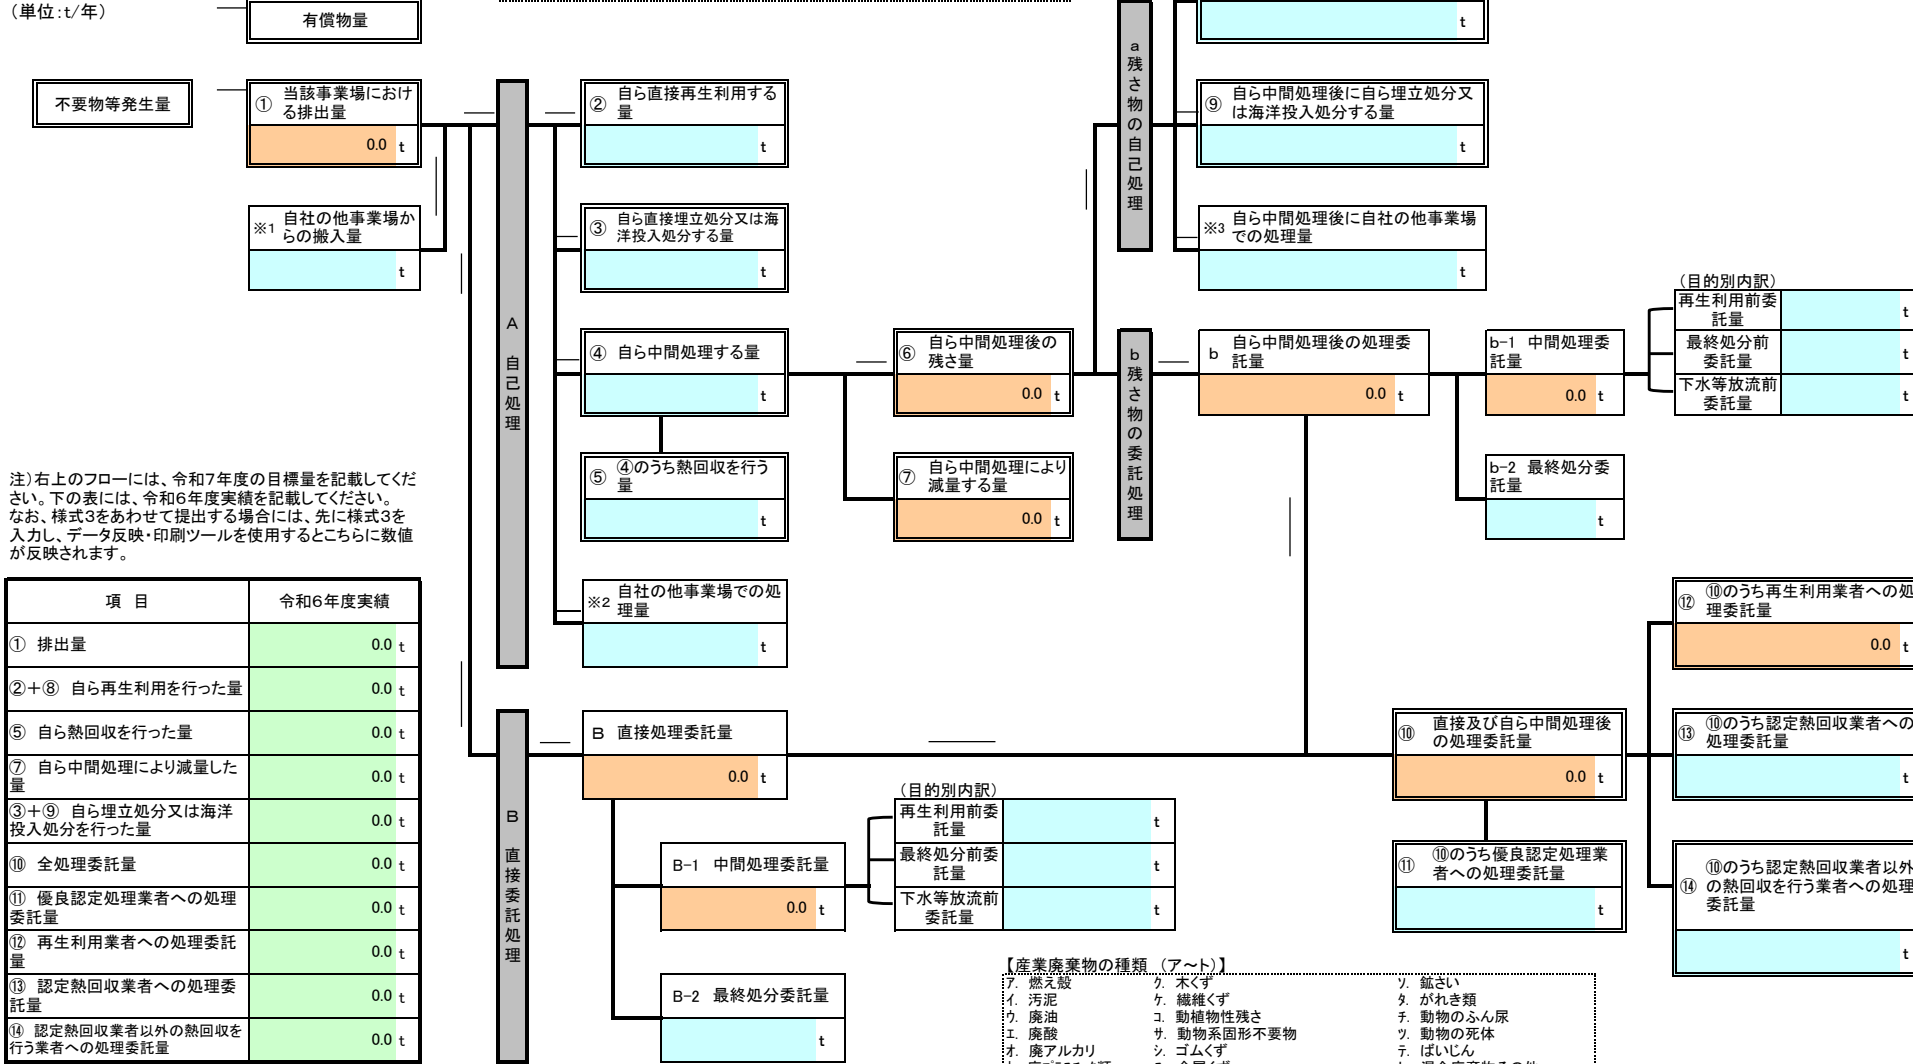 （単位：t/年）
有償物量
t
不要物等発生量
① 当該事業場におけ
る排出量
0.0 t
※1 自社の他事業場か
らの搬入量
t
A 自己処理
② 自ら直接再生利用する
量
t
③ 自ら直接埋立処分又は海
洋投入処分する量
t
④ 自ら中間処理する量
t
⑤ ④のうち熱回収を行う
量
t
※2 自社の他事業場での処
理量
t
⑥ 自ら中間処理後の
残さ量
0.0 t
⑦ 自ら中間処理により
減量する量
0.0 t
a 残さ物の自己処理
⑨ 自ら中間処理後に自ら埋立処分又
は海洋投入処分する量
t
※3 自ら中間処理後に自社の他事業場
での処理量
t
b 残さ物の委託処理
b 自ら中間処理後の処理委
託量
0.0 t
b-1 中間処理委
託量
0.0 t
（目的別内訳）
再生利用前委
託量
t
最終処分前
委託量
t
下水等放流前
委託量
t
b-2 最終処分委
託量
t
注）右上のフローには、令和7年度の目標量を記載してくだ
さい。下の表には、令和6年度実績を記載してください。
なお、様式3をあわせて提出する場合には、先に様式3を
入力し、データ反映・印刷ツールを使用するとこちらに数値
が反映されます。
項 目 令和6年度実績
① 排出量 0.0 t
②＋⑧ 自ら再生利用を行った量 0.0 t
⑤ 自ら熱回収を行った量 0.0 t
⑦ 自ら中間処理により減量した
量 0.0 t
③＋⑨ 自ら埋立処分又は海洋
投入処分を行った量 0.0 t
⑩ 全処理委託量 0.0 t
⑪ 優良認定処理業者への処理
委託量 0.0 t
⑫ 再生利用業者への処理委託
量 0.0 t
⑬ 認定熱回収業者への処理委
託量 0.0 t
⑭ 認定熱回収業者以外の熱回収を
行う業者への処理委託量 0.0 t
B 直接委託処理
B 直接処理委託量
0.0 t
B-1 中間処理委託量
0.0 t
（目的別内訳）
再生利用前委
託量
t
最終処分前委
託量
t
下水等放流前
委託量
t
B-2 最終処分委託量
t
⑩ 直接及び自ら中間処理後
の処理委託量
0.0 t
⑪ ⑩のうち優良認定処理業
者への処理委託量
t
⑫ ⑩のうち再生利用業者への処
理委託量
0.0 t
⑬ ⑩のうち認定熱回収業者への
処理委託量
t
⑭ ⑩のうち認定熱回収業者以外
の熱回収を行う業者への処理
委託量
t
【産業廃棄物の種類 （ア～ト）】
ア. 燃え殻 ク. 木くず ソ. 鉱さい
イ. 汚泥 ケ. 繊維くず タ. がれき類
ウ. 廃油 コ. 動植物性残さ チ. 動物のふん尿
エ. 廃酸 サ. 動物系固形不要物 ツ. 動物の死体
オ. 廃アルカリ シ. ゴムくず テ. ばいじん